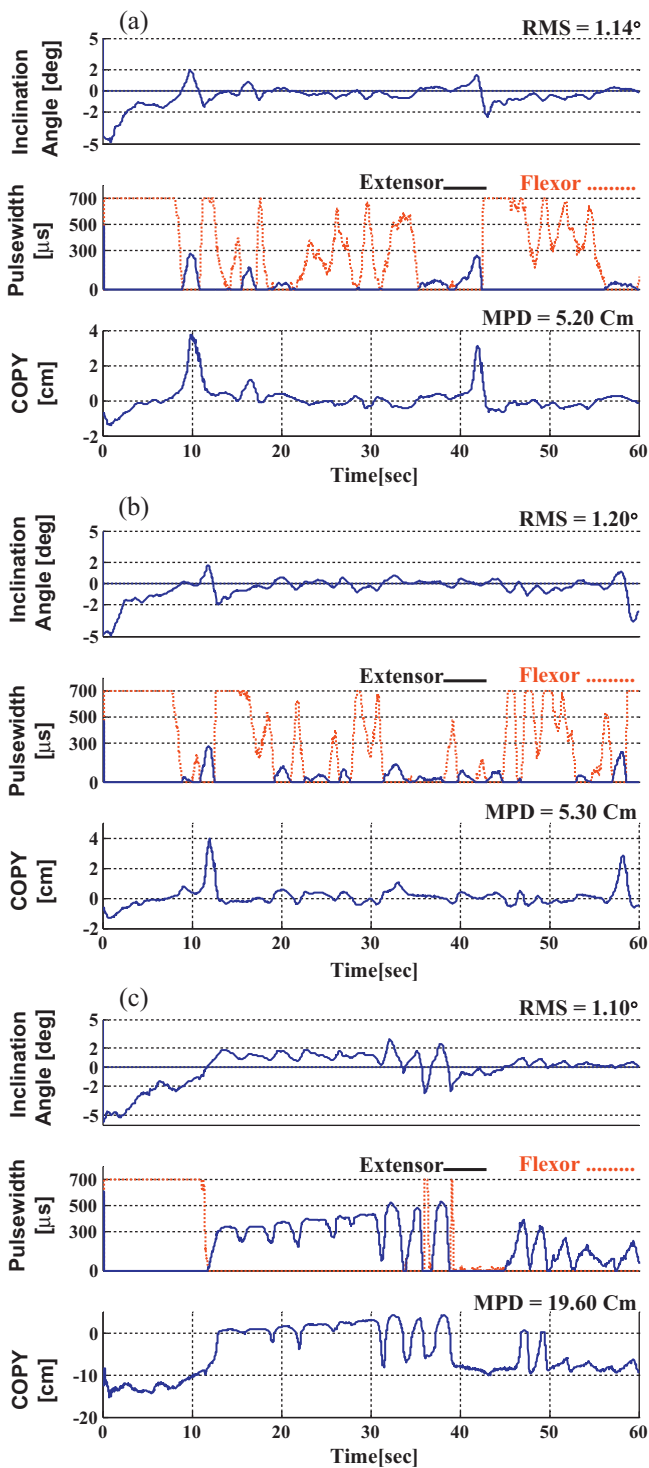 (a)
RMS = 1.14°
Inclination
Angle [deg]
5
2
0
-2
-5
Extensor
Flexor
Pulsewidth
[µs]
700
500
300
0
MPD = 5.20 Cm
COPY
[cm]
4
2
0
-2
0 10 20 30 40 50 60
Time[sec]
(b)
RMS = 1.20°
Inclination
Angle [deg]
5
2
0
-2
-5
Extensor
Flexor
Pulsewidth
[µs]
700
500
300
0
MPD = 5.30 Cm
COPY
[cm]
4
2
0
-2
0 10 20 30 40 50 60
Time[sec]
(c)
RMS = 1.10°
Inclination
Angle [deg]
5
2
0
-2
-5
Extensor
Flexor
Pulsewidth
[µs]
700
500
300
0
MPD = 19.60 Cm
COPY
[cm]
0
-10
-20
0 10 20 30 40 50 60
Time[sec]